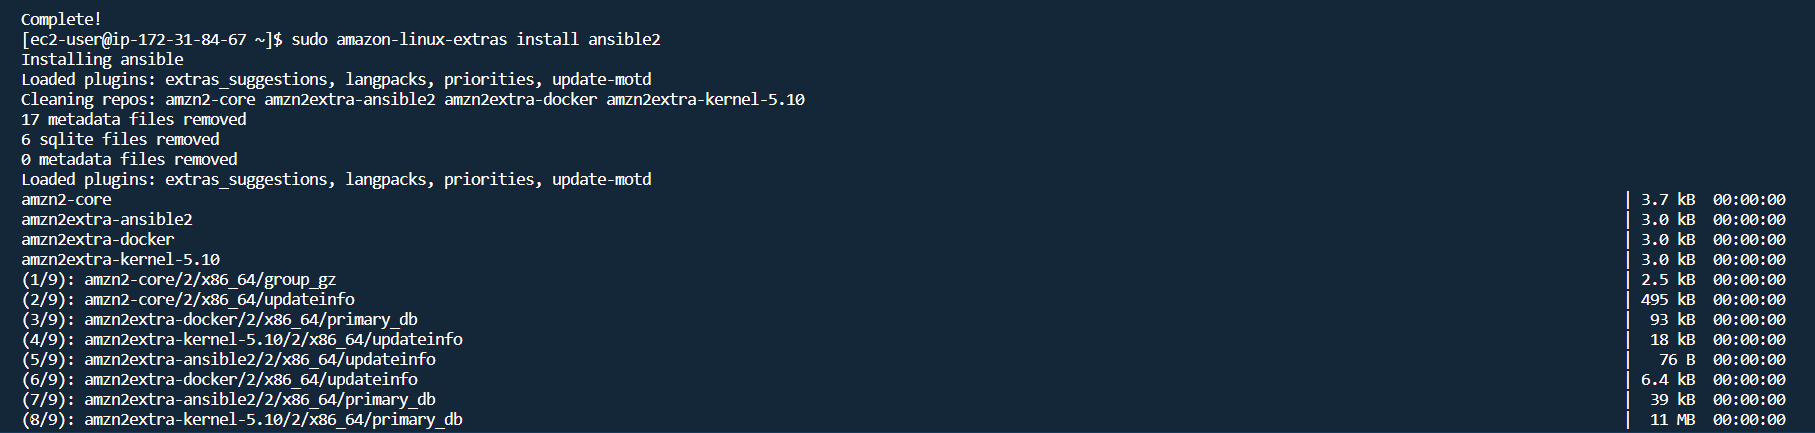 Complete!
[ec2-user@ip-172-31-84-67 ~]$ sudo amazon-linux-extras install ansible2
Installing ansible
Loaded plugins: extras_suggestions, langpacks, priorities, update-motd
Cleaning repos: amzn2-core amzn2extra-ansible2 amzn2extra-docker amzn2extra-kernel-5.10
17 metadata files removed
6 sqlite files removed
0 metadata files removed
Loaded plugins: extras_suggestions, langpacks, priorities, update-motd
amzn2-core | 3.7 kB 00:00:00
amzn2extra-ansible2 | 3.0 kB 00:00:00
amzn2extra-docker | 3.0 kB 00:00:00
amzn2extra-kernel-5.10 | 3.0 kB 00:00:00
(1/9): amzn2-core/2/x86_64/group_gz | 2.5 kB 00:00:00
(2/9): amzn2-core/2/x86_64/updateinfo | 495 kB 00:00:00
(3/9): amzn2extra-docker/2/x86_64/primary_db | 93 kB 00:00:00
(4/9): amzn2extra-kernel-5.10/2/x86_64/updateinfo | 18 kB 00:00:00
(5/9): amzn2extra-ansible2/2/x86_64/updateinfo | 76 B 00:00:00
(6/9): amzn2extra-docker/2/x86_64/updateinfo | 6.4 kB 00:00:00
(7/9): amzn2extra-ansible2/2/x86_64/primary_db | 39 kB 00:00:00
(8/9): amzn2extra-kernel-5.10/2/x86_64/primary_db | 11 MB 00:00:00